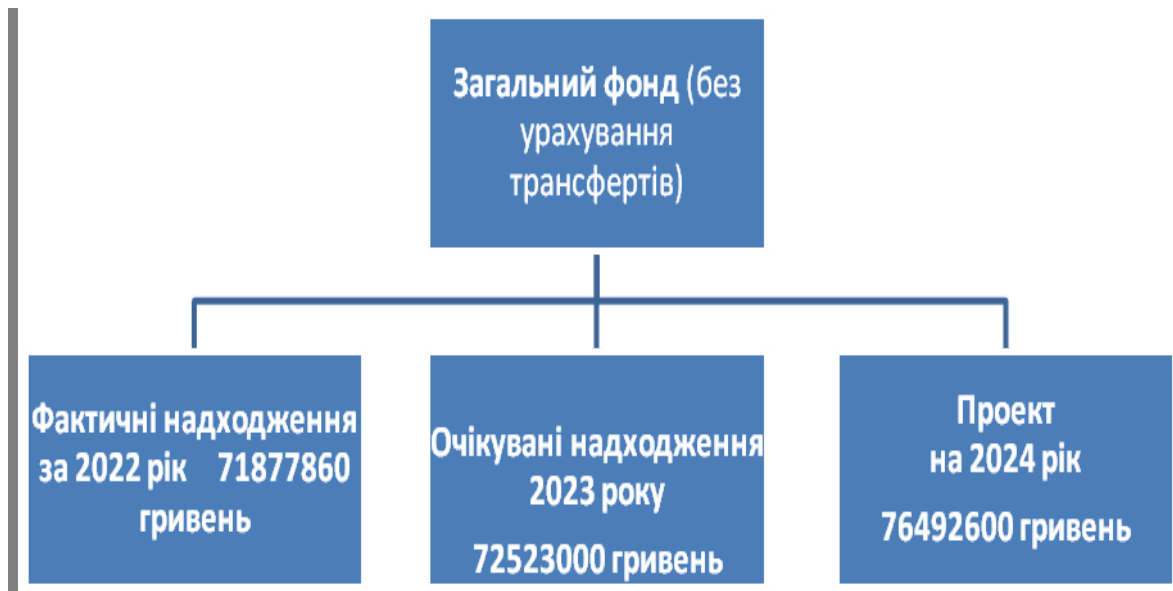 Загальний фонд (без
урахування
трансфертів)
Фактичні надходження
за 2022 рік 71877860
гривень
Очікувані надходження
2023 року
72523000 гривень
Проект
на 2024 рік
76492600 гривень